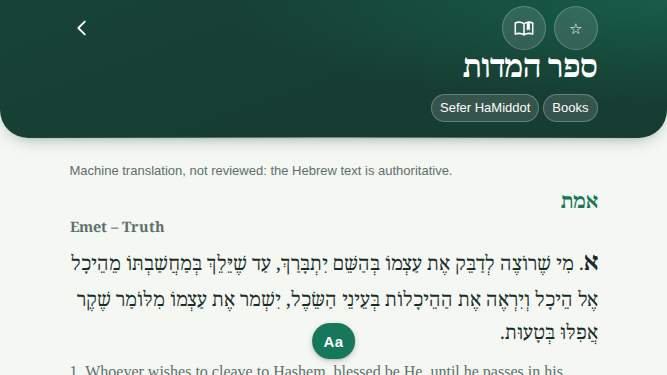 ספר המדות
Sefer HaMiddot
Books
Machine translation, not reviewed: the Hebrew text is authoritative.
אמת
Emet – Truth
א. מִי שֶׁרוֹצֶה לְדַבֵּק אֶת עַצְמוֹ בְּהַשֵּׁם יִתְבָּרַךְ, עַד שֶׁיֵּלֵךְ בְּמַחֲשַׁבְתּוֹ מֵהֵיכָל
אֶל הֵיכָל וְיִרְאֶה אֶת הַהֵיכָלוֹת בְּעֵינֵי הַשֵּׂכֶל, יִשְׁמֹר אֶת עַצְמוֹ מִלּוֹמַר שֶׁקֶר
אֲפִלּוּ בְּטָעוּת.
Aa
1. Whoever wishes to cleave to Hashem, blessed be He, until he passes in his